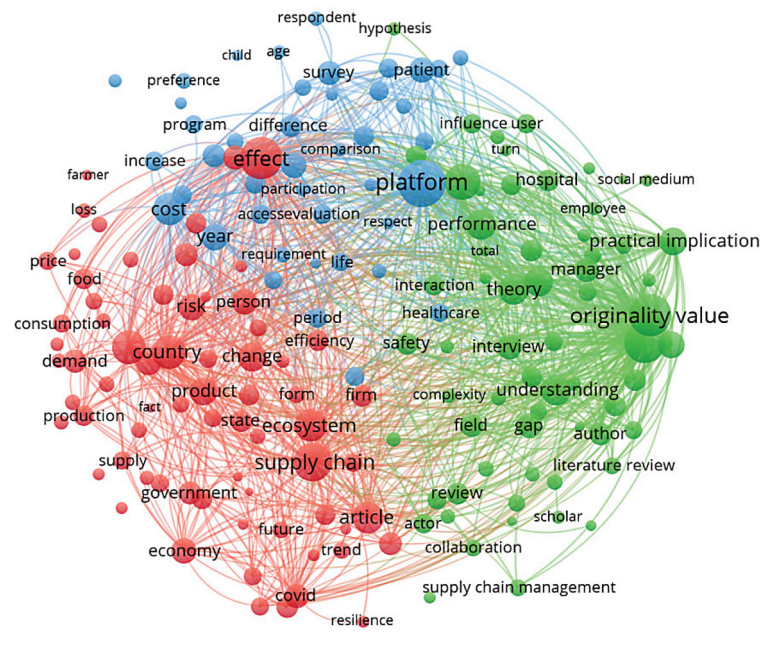 respondent
hypothesis
child
age
survey
patient
preference
program
difference
influence user
increase
effect
comparison
turn
farmer
platform
hospital
social medium
participation
loss
cost
accessevaluation
respect
performance
employee
year
practical implication
price
requirement
life
total
manager
food
interaction
theory
risk
person
consumption
period
healthcare
originality value
demand
country
change
efficiency
safety
interview
product
form
firm
complexity
understanding
production
fact
state
ecosystem
field
gap
author
supply
supply chain
literature review
government
review
future
article
actor
scholar
economy
trend
collaboration
covid
supply chain management
resilience